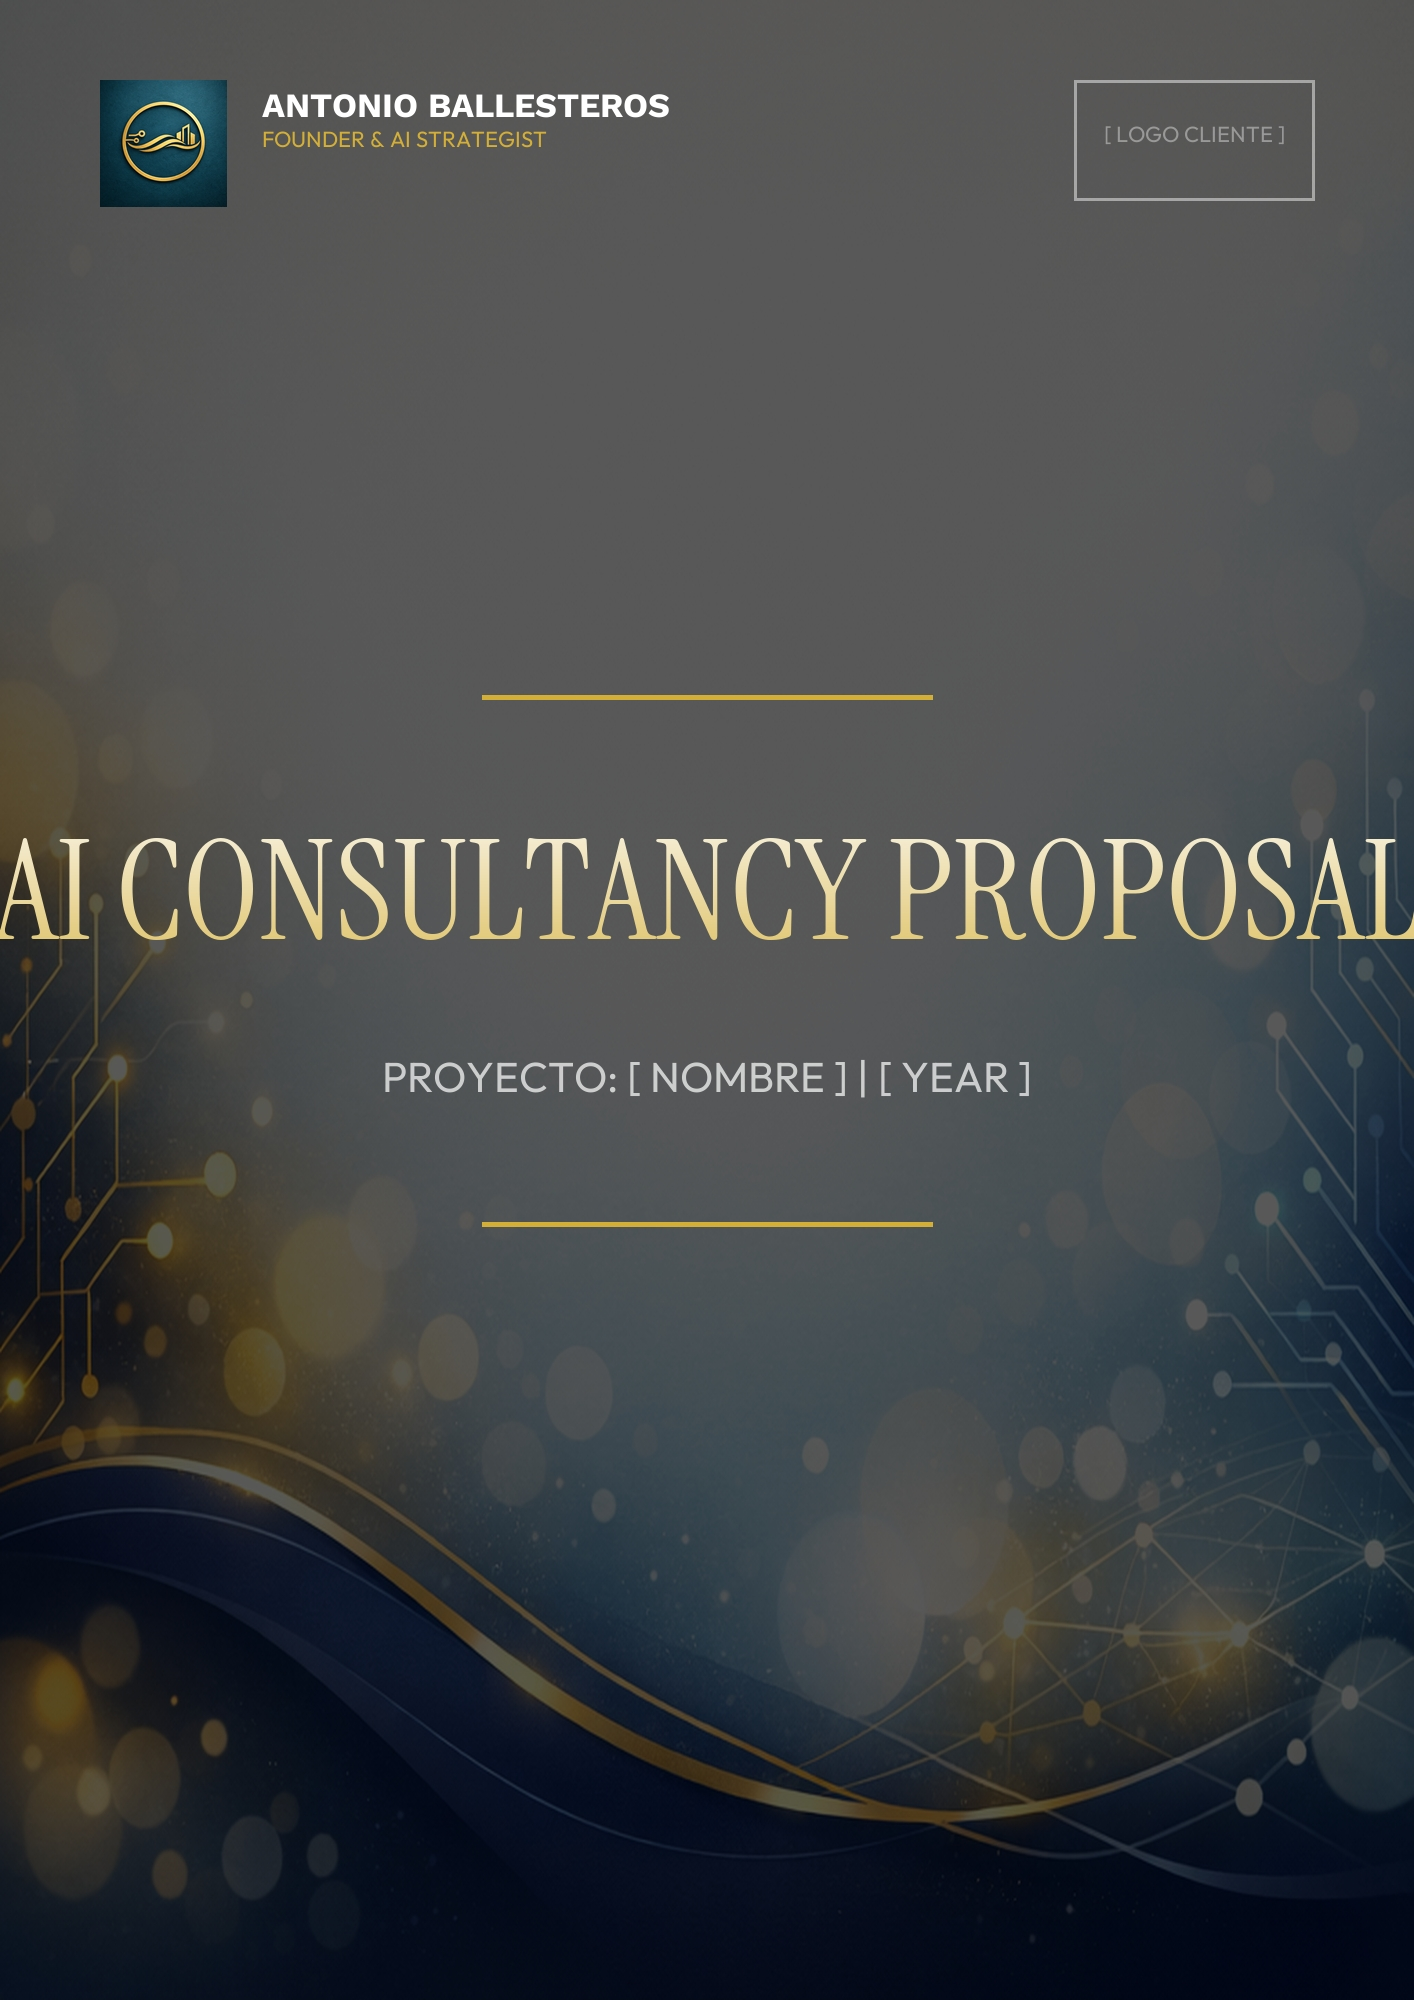 ANTONIO BALLESTEROS
FOUNDER & AI STRATEGIST
[ LOGO CLIENTE ]
AI CONSULTANCY PROPOSAL
PROYECTO: [ NOMBRE ] | [ YEAR ]